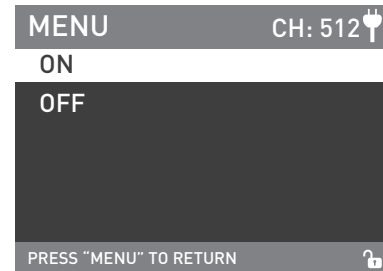 MENU CH: 512
ON
OFF
PRESS “MENU” TO RETURN